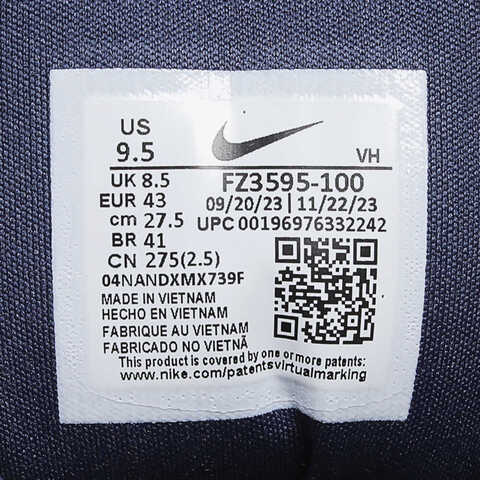 US
9.5
VH
UK 8.5
FZ3595-100
EUR 43
09/20/23 | 11/22/23
cm 27.5
UPC 00196976332242
BR 41
CN 275(2.5)
04NANDXMX739F
MADE IN VIETNAM
HECHO EN VIETNAM
FABRIQUE AU VIETNAM
FABRICADO NO VIETNÃ
This product is covered by one or more patents:
www.nike.com/patentsvirtualmarking